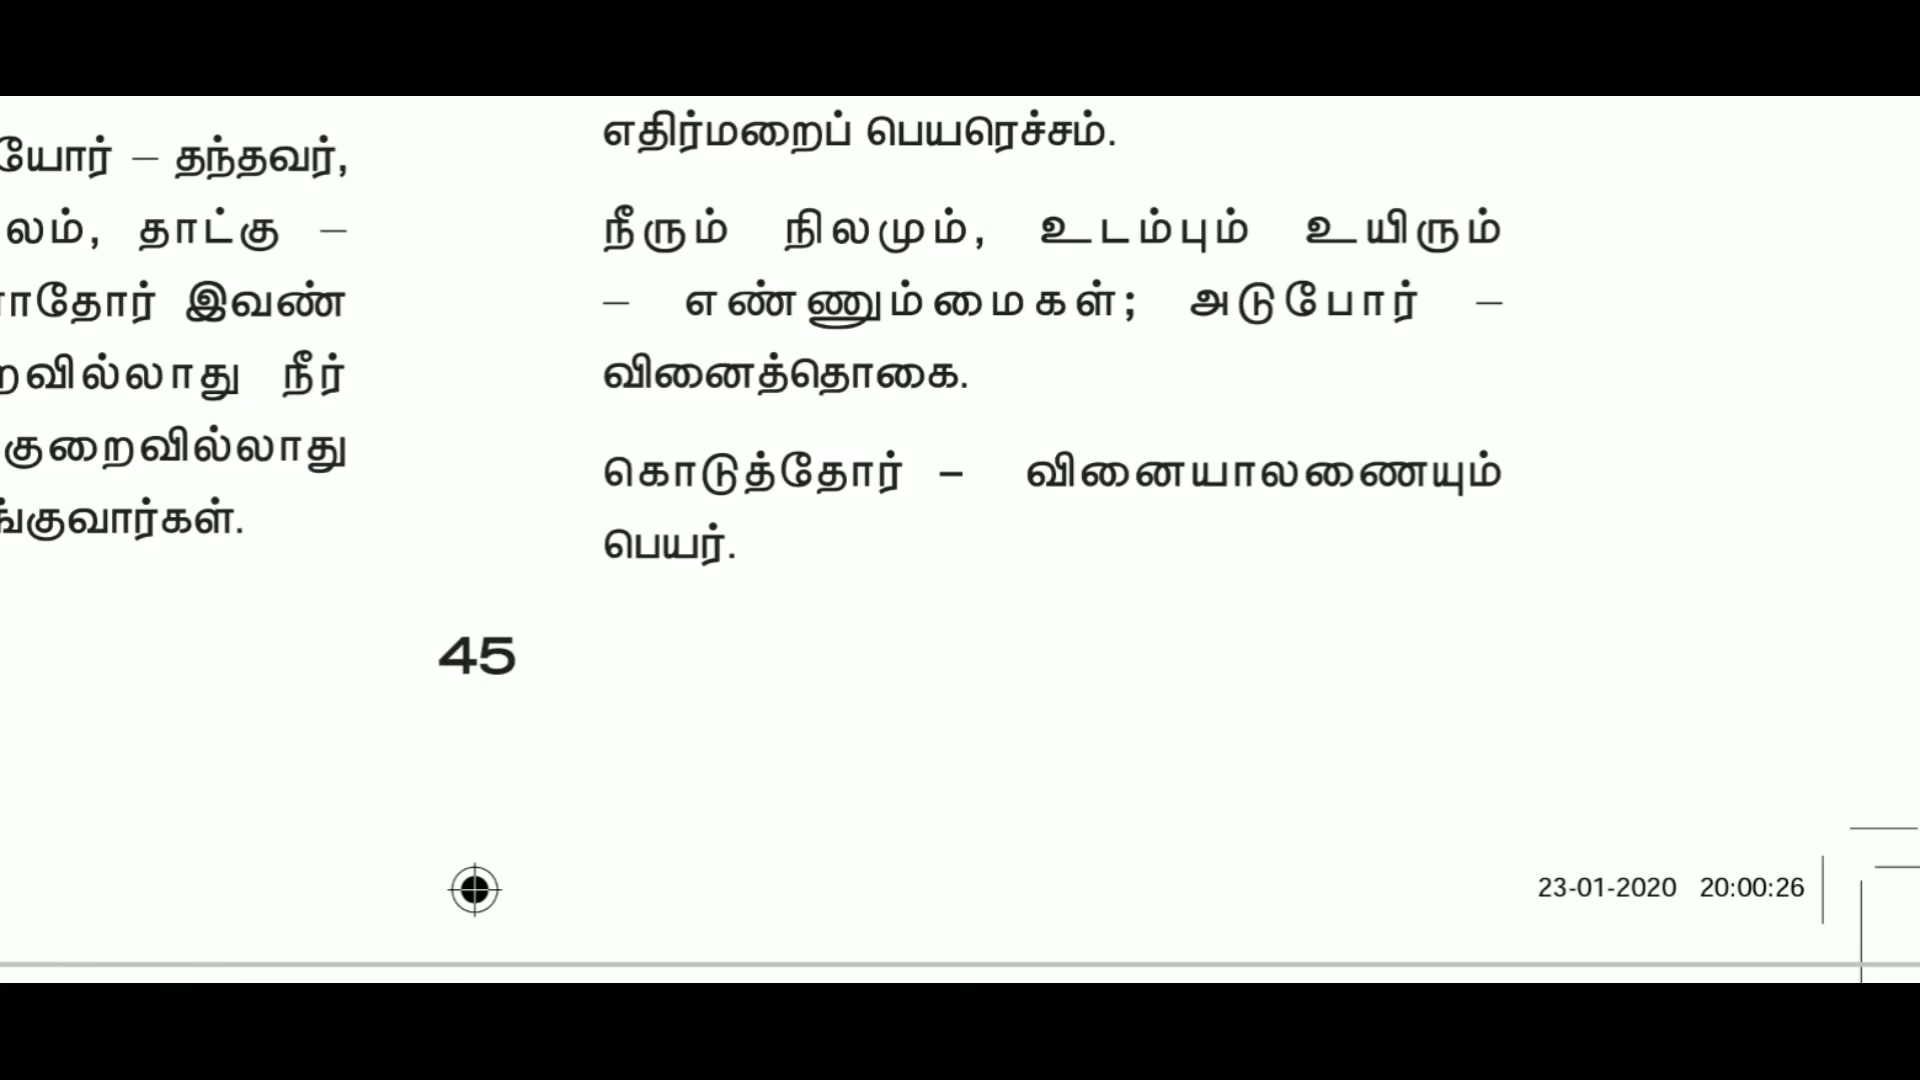 யோர் – தந்தவர்,
லம், தாட்கு –
ராதோர் இவண்
றவில்லாது நீர்
குறைவில்லாது
ங்குவார்கள்.
எதிர்மறைப் பெயரெச்சம்.
நீரும் நிலமும், உடம்பும் உயிரும்
– எண்ணும்மைகள்; அடுபோர் –
வினைத்தொகை.
கொடுத்தோர் – வினையாலணையும்
பெயர்.
45
23-01-2020 20:00:26